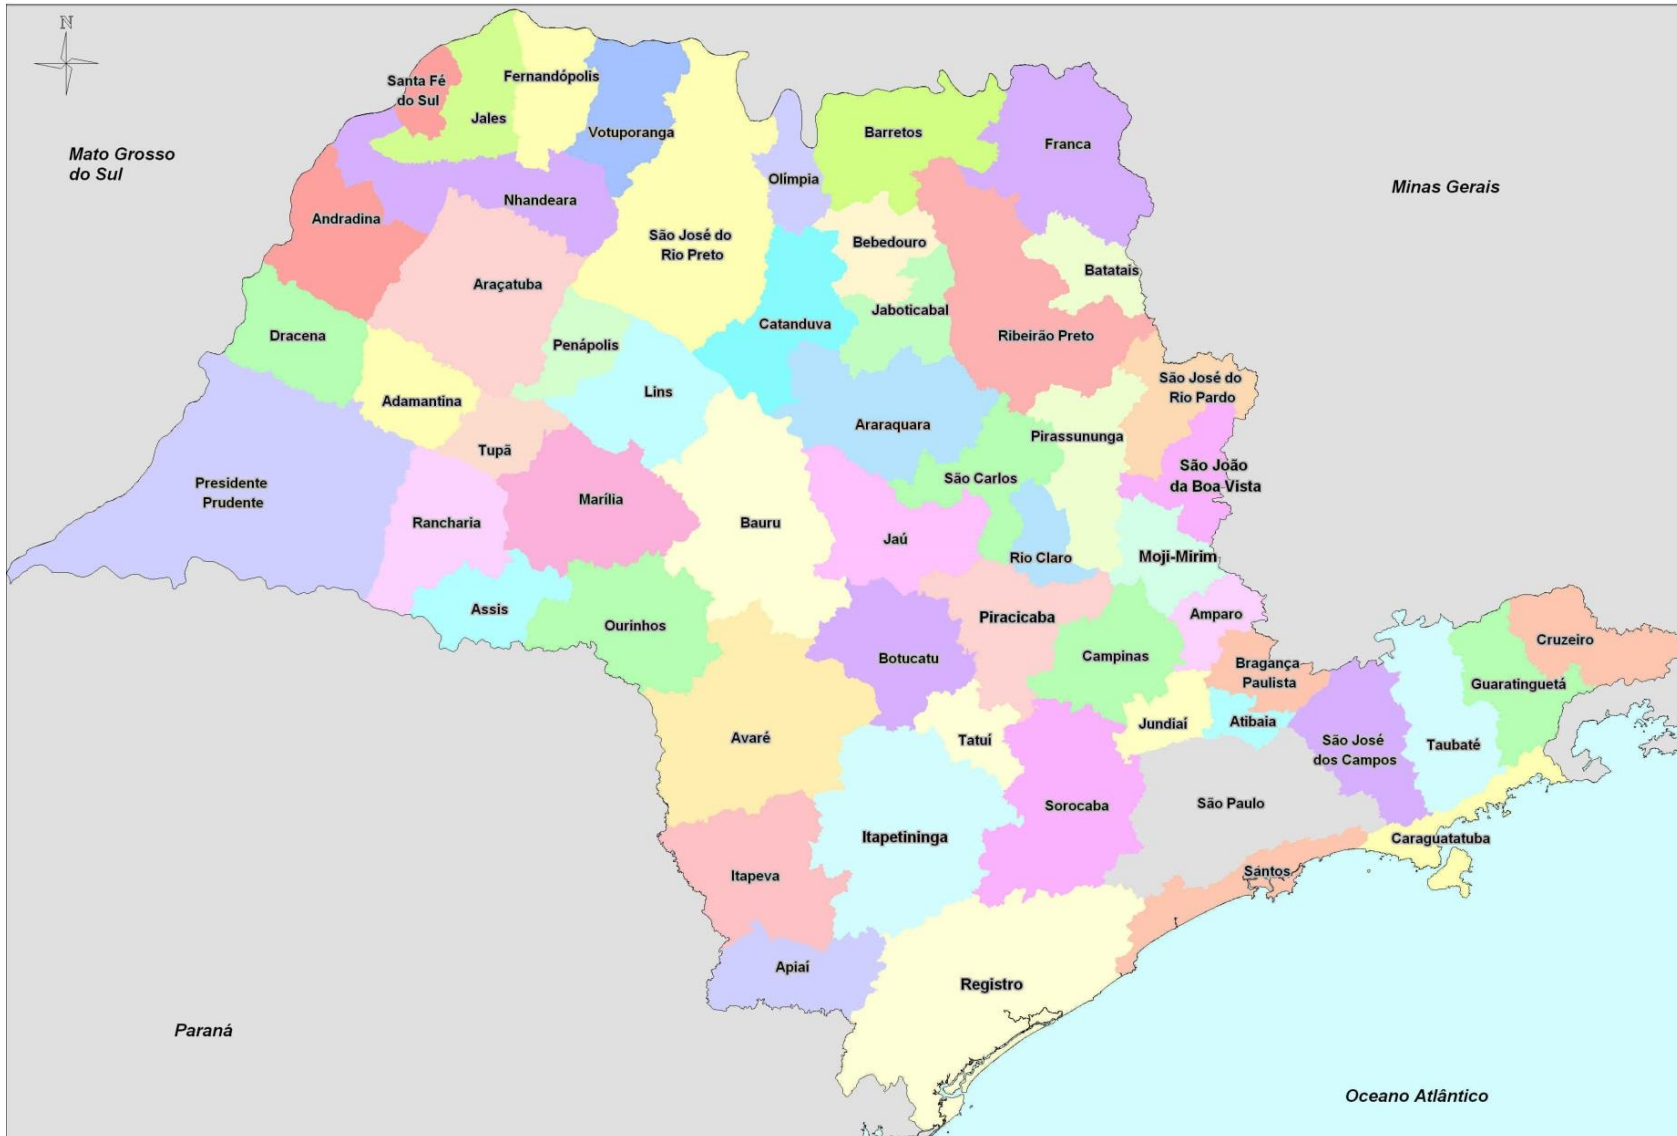 N
Santa Fé
do Sul
Fernandópolis
Jales
Votuporanga
Barretos
Franca
Mato Grosso
do Sul
Olímpia
Minas Gerais
Nhandeara
Andradina
São José do
Rio Preto
Bebedouro
Batatais
Araçatuba
Jaboticabal
Catanduva
Dracena
Ribeirão Preto
Penápolis
São José do
Rio Pardo
Lins
Adamantina
Araraquara
Pirassununga
Tupã
São Carlos
São João
da Boa Vista
Presidente
Prudente
Marília
Rancharia
Bauru
Jaú
Rio Claro
Moji-Mirim
Assis
Ourinhos
Piracicaba
Amparo
Cruzeiro
Botucatu
Campinas
Bragança
Paulista
Guaratinguetá
Avaré
Tatuí
Jundiaí
Atibaia
São José
dos Campos
Taubaté
Sorocaba
São Paulo
Itapetininga
Caraguatatuba
Itapeva
Santos
Apiaí
Registro
Paraná
Oceano Atlântico